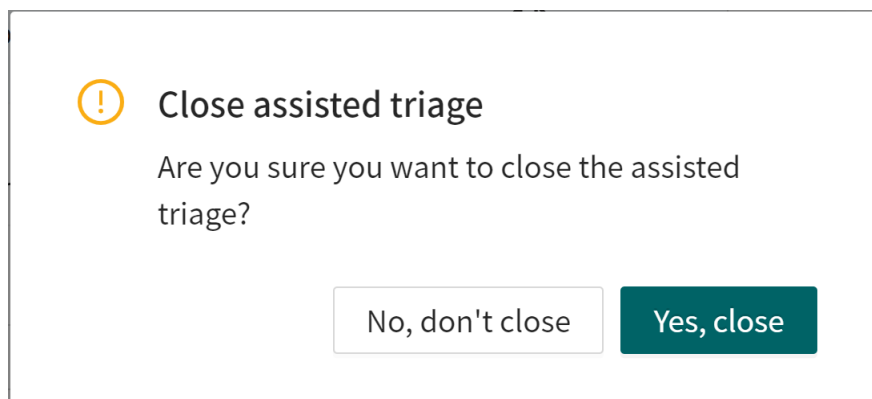 Close assisted triage
Are you sure you want to close the assisted
triage?
No, don't close
Yes, close